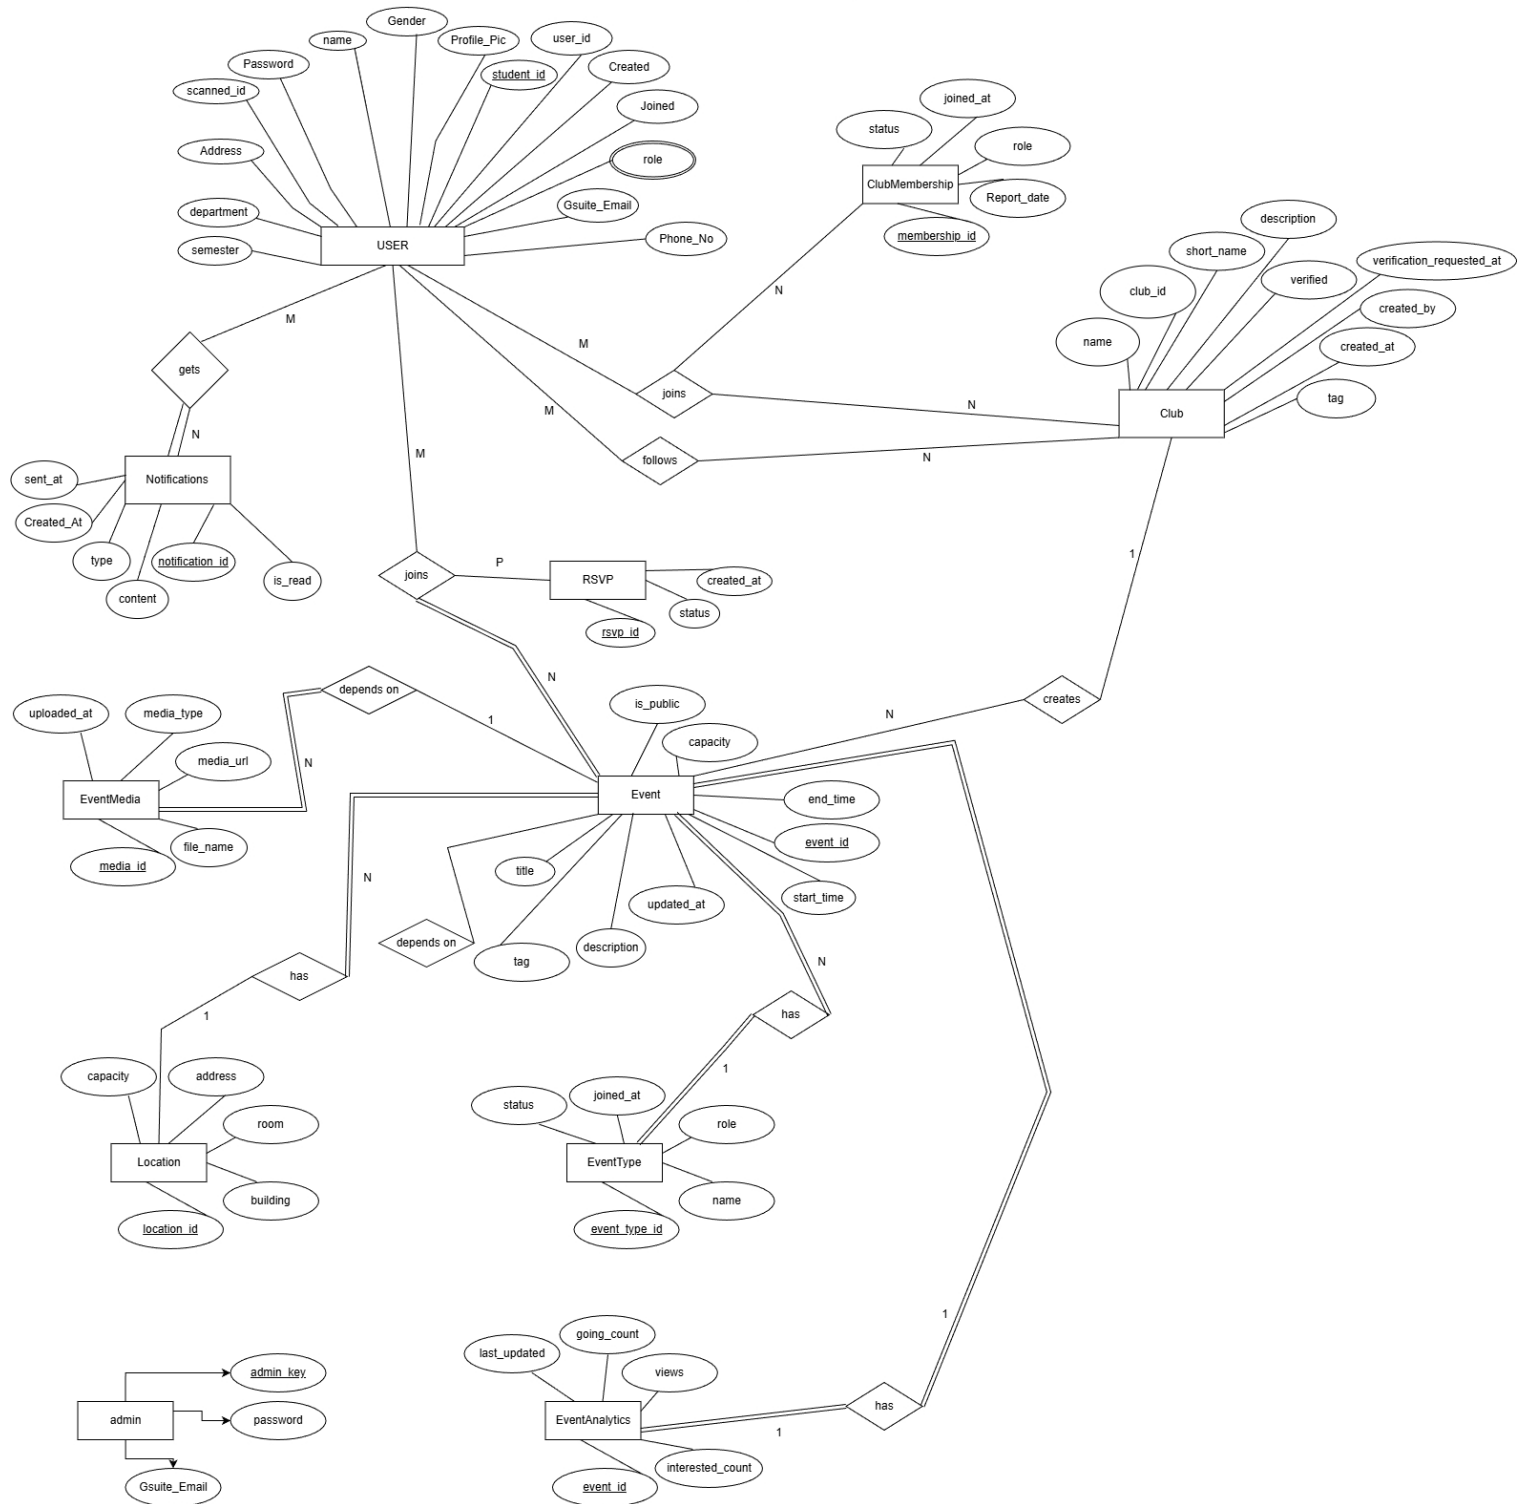 Gender
name
Profile_Pic
user_id
Password
student_id
Created
scanned_id
Joined
Address
role
department
Gsuite_Email
semester
USER
Phone_No
joined_at
status
role
ClubMembership
Report_date
membership_id
description
short_name
verification_requested_at
club_id
verified
created_by
name
created_at
tag
Club
M
N
M
gets
joins
N
M
N
follows
N
M
sent_at
Notifications
Created_At
type
notification_id
is_read
content
joins
P
RSVP
created_at
status
rsvp_id
1
N
depends on
1
N
creates
uploaded_at
media_type
media_url
N
EventMedia
file_name
media_id
is_public
capacity
Event
end_time
event_id
title
start_time
updated_at
depends on
description
tag
N
has
1
N
has
1
capacity
address
room
Location
building
location_id
status
joined_at
role
EventType
name
event_type_id
1
going_count
last_updated
views
EventAnalytics
has
1
interested_count
event_id
admin_key
admin
password
Gsuite_Email